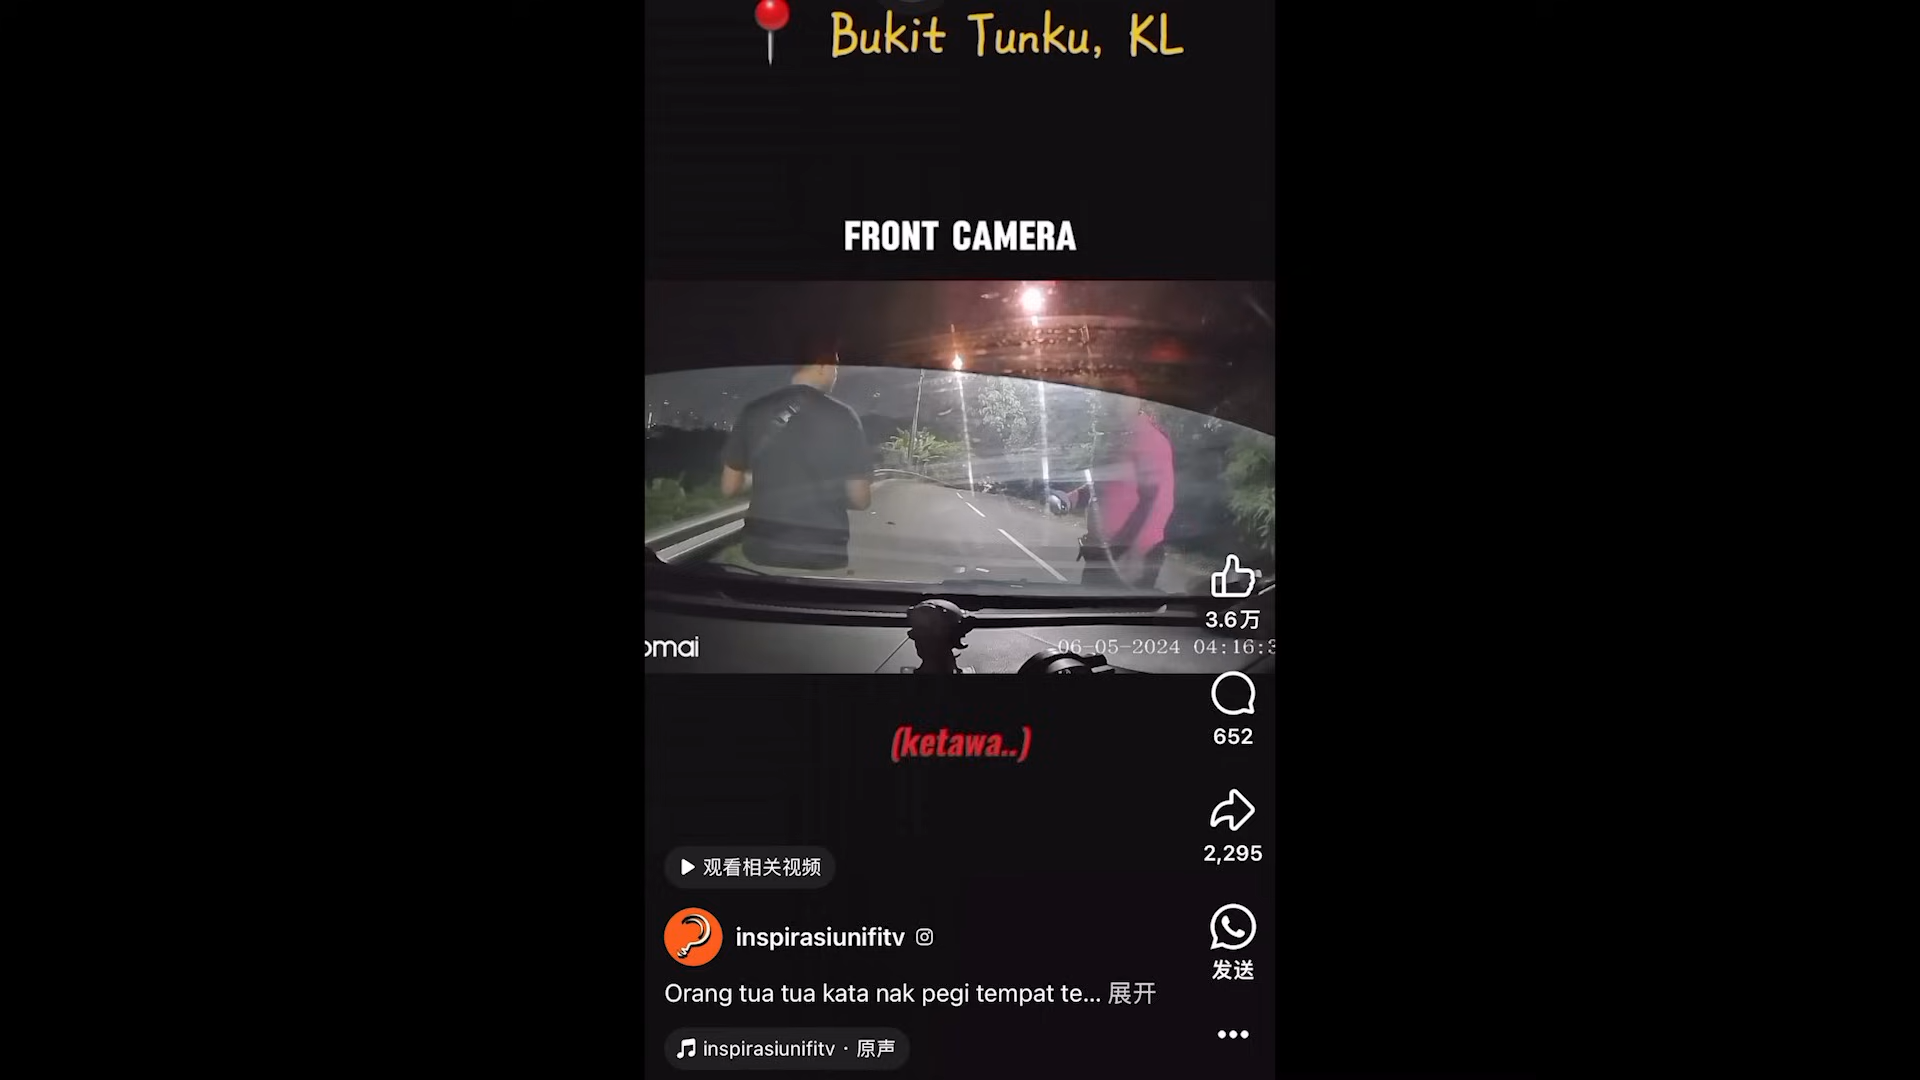 Bukit Tunku, KL
FRONT CAMERA
omai
06-05-2024 04:16:3
3.6万
652
(ketawa..)
2,295
观看相关视频
inspirasiunifitv
发送
Orang tua tua kata nak pegi tempat te... 展开
inspirasiunifitv · 原声